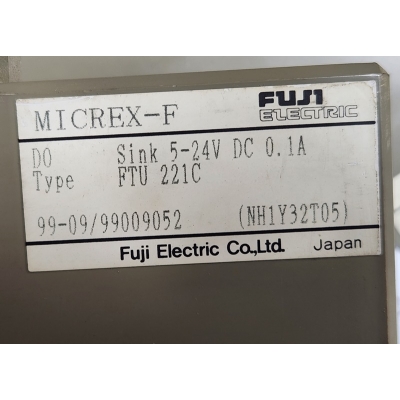 MICREX-F
FUJI
ELECTRIC
DO Sink 5-24V DC 0.1A
Type FTU 221C
99-09/99009052 (NH1Y32T05)
Fuji Electric Co.,Ltd. Japan